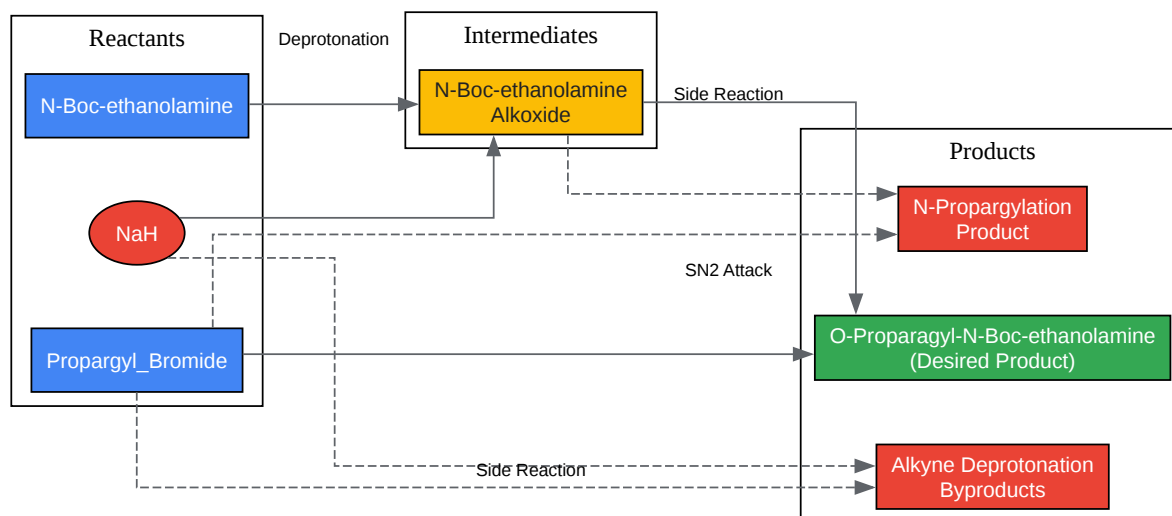 Reactants
Deprotonation
Intermediates
N-Boc-ethanolamine
N-Boc-ethanolamine
Alkoxide
Side Reaction
Products
NaH
N-Propargylation
Product
SN2 Attack
Propargyl_Bromide
O-Proparagyl-N-Boc-ethanolamine
(Desired Product)
Side Reaction
Alkyne Deprotonation
Byproducts